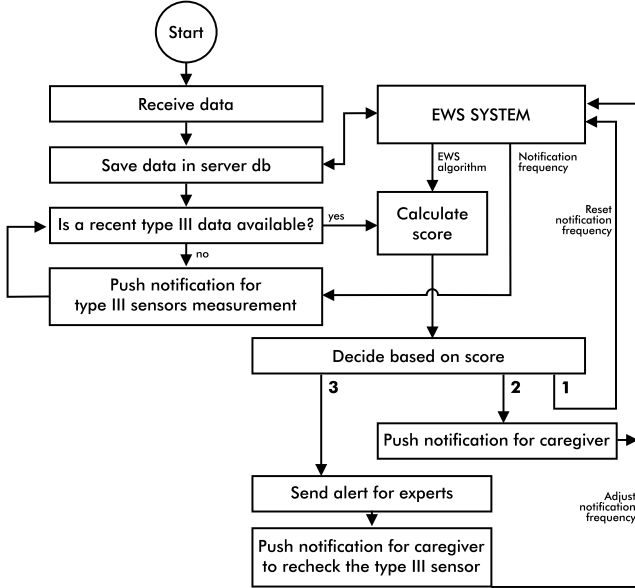 Start
Receive data
EWS SYSTEM
Save data in server db
EWS
algorithm
Notification
frequency
Is a recent type III data available?
yes
Calculate
score
Reset
notification
frequency
no
Push notification for
type III sensors measurement
Decide based on score
3
2
1
Push notification for caregiver
Send alert for experts
Adjust
notification
frequency
Push notification for caregiver
to recheck the type III sensor